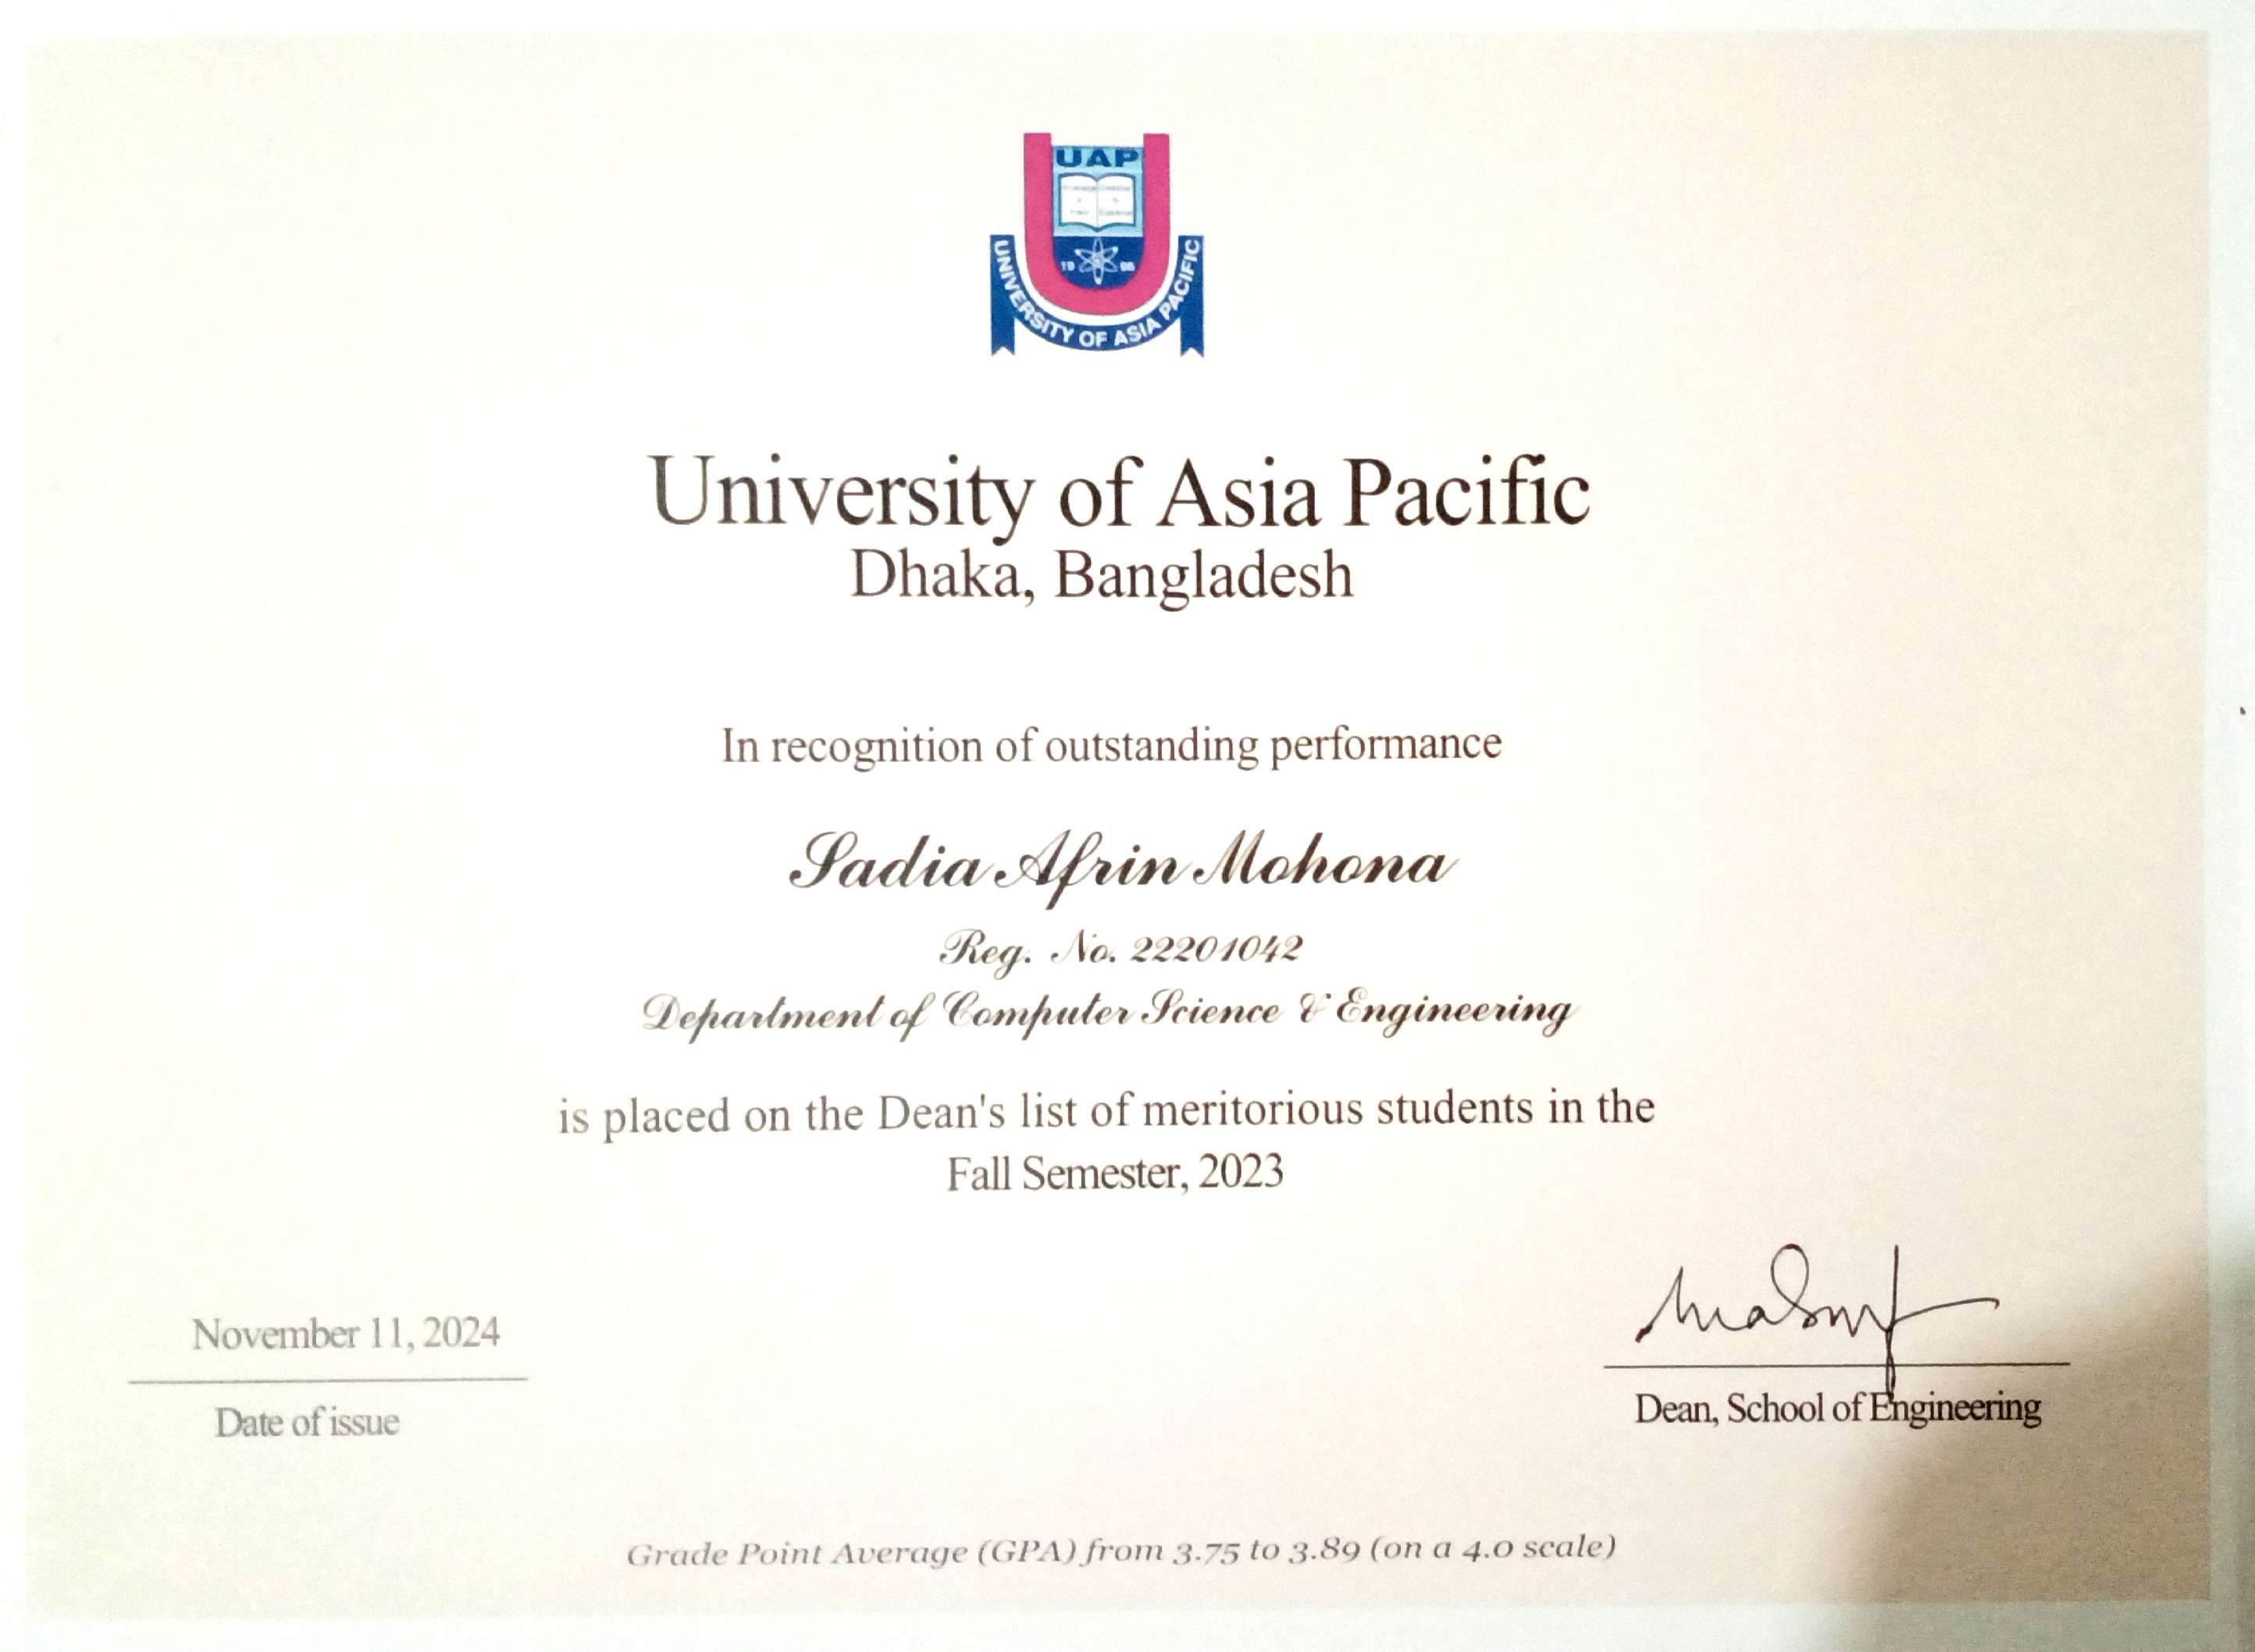 UAP
19 96
UNIVERSITY OF ASIA PACIFIC
University of Asia Pacific
Dhaka, Bangladesh
In recognition of outstanding performance
Sadia Afrin Mohona
Reg. No. 22201042
Department of Computer Science & Engineering
is placed on the Dean's list of meritorious students in the
Fall Semester, 2023
November 11, 2024
Date of issue
Dean, School of Engineering
Grade Point Average (GPA) from 3.75 to 3.89 (on a 4.0 scale)